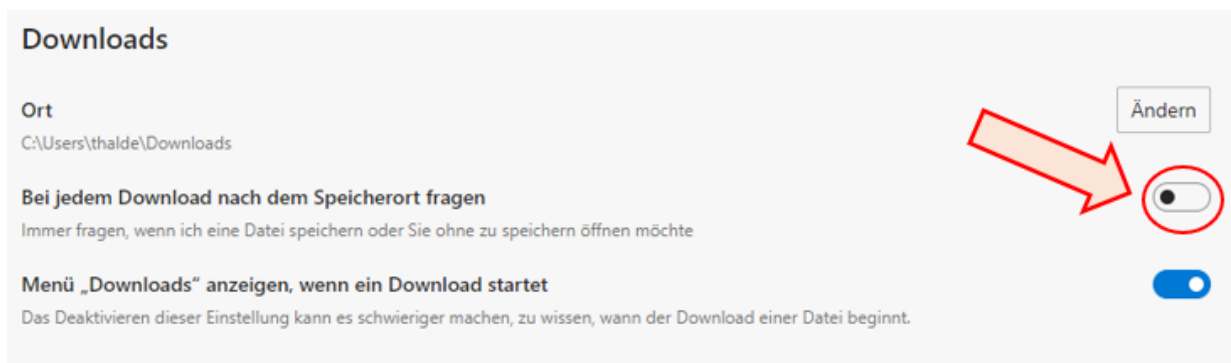 Downloads
Ort
Ändern
C:\Users\thalde\Downloads
Bei jedem Download nach dem Speicherort fragen
Immer fragen, wenn ich eine Datei speichern oder Sie ohne zu speichern öffnen möchte
Menü „Downloads“ anzeigen, wenn ein Download startet
Das Deaktivieren dieser Einstellung kann es schwieriger machen, zu wissen, wann der Download einer Datei beginnt.